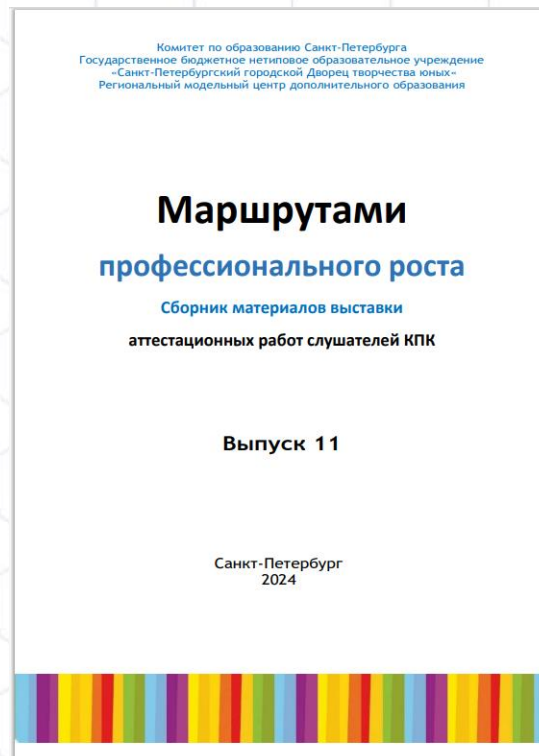 Комитет по образованию Санкт-Петербурга
Государственное бюджетное нетиповое образовательное учреждение
«Санкт-Петербургский городской Дворец творчества юных«
Региональный модельный центр дополнительного образования
Маршрутами
профессионального роста
Сборник материалов выставки
аттестационных работ слушателей КПК
Выпуск 11
Санкт-Петербург
2024